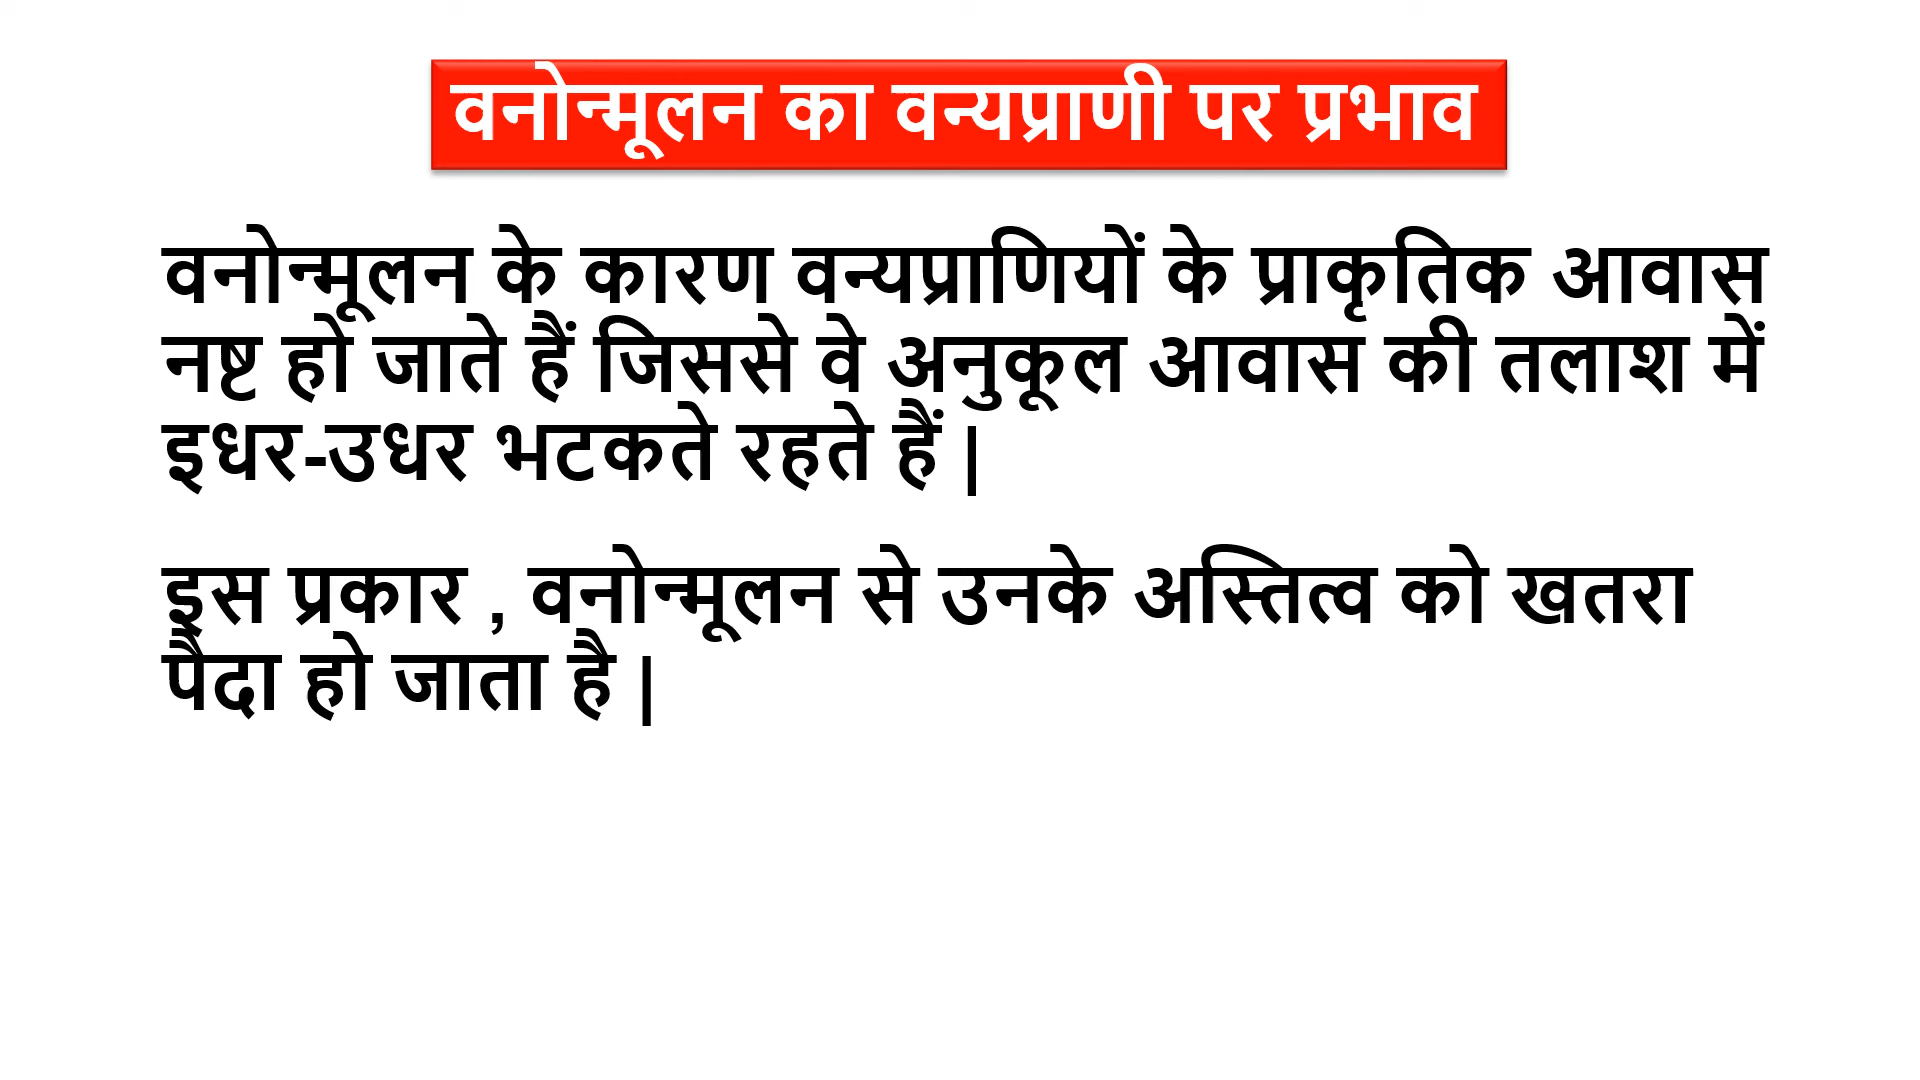 वनोन्मूलन का वन्यप्राणी पर प्रभाव
वनोन्मूलन के कारण वन्यप्राणियों के प्राकृतिक आवास
नष्ट हो जाते हैं जिससे वे अनुकूल आवास की तलाश में
इधर-उधर भटकते रहते हैं |
इस प्रकार , वनोन्मूलन से उनके अस्तित्व को खतरा
पैदा हो जाता है |